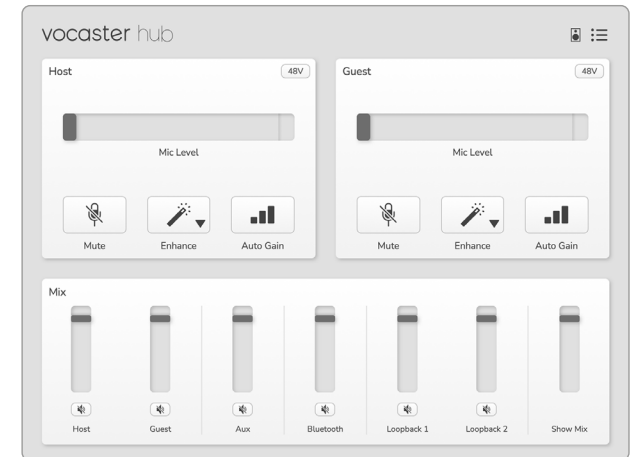 vocaster hub
Host 48V
Mic Level
Mute Enhance Auto Gain
Guest 48V
Mic Level
Mute Enhance Auto Gain
Mix
Host Guest Aux Bluetooth Loopback 1 Loopback 2 Show Mix